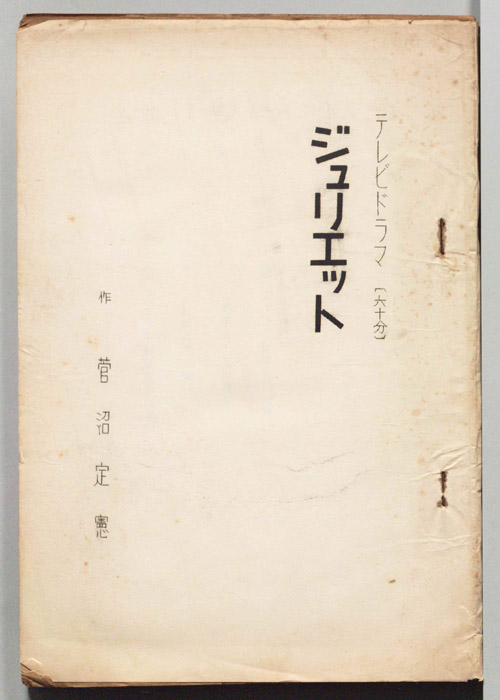 テレビドラマ〔六十分〕
ジュリエット
作 菅沼定憲